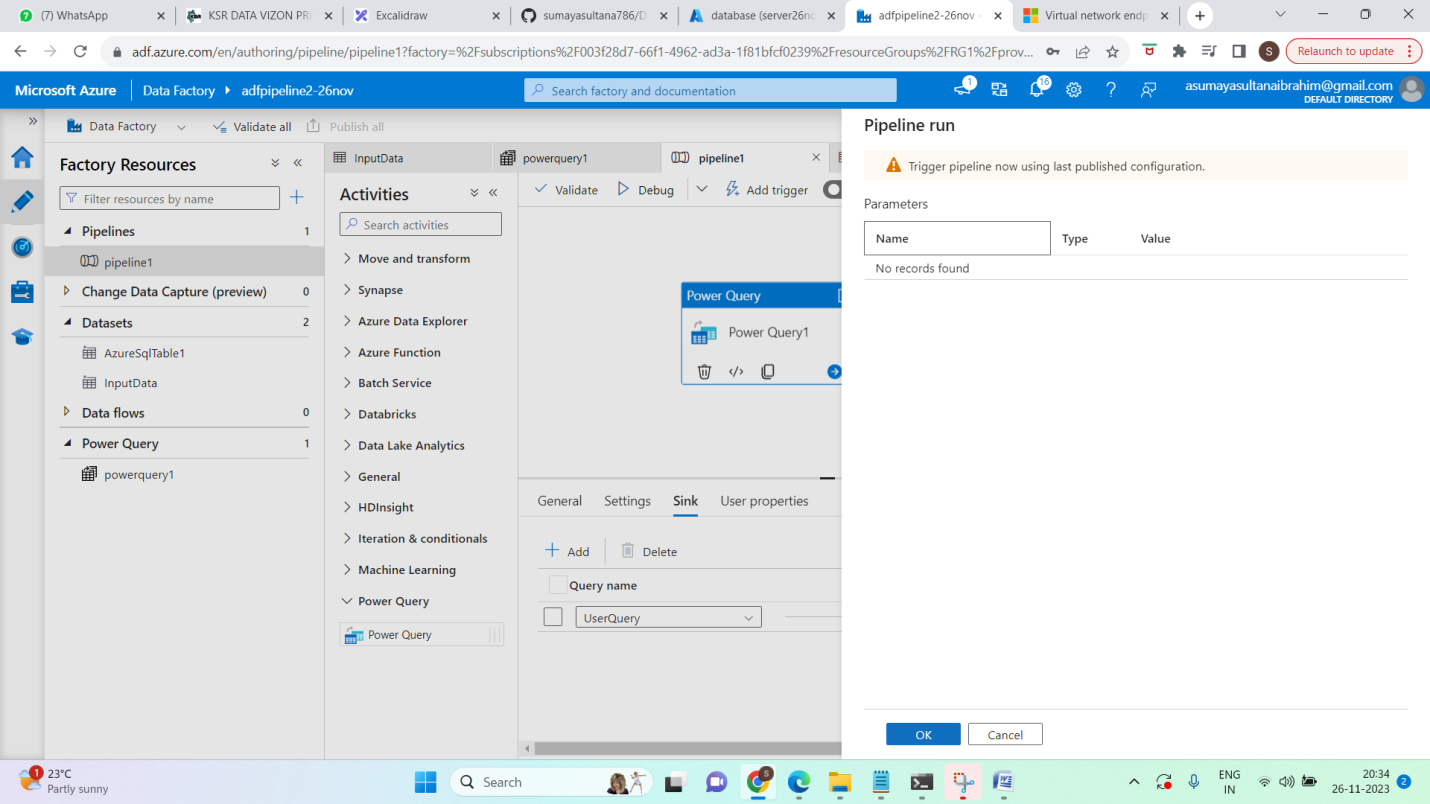 (7) WhatsApp
KSR DATA VIZON PRI
Excalidraw
sumayasultana786/D
database (server26no
adfpipeline2-26nov -
Virtual network endp
adf.azure.com/en/authoring/pipeline/pipeline1?factory=%2Fsubscriptions%2F003f28d7-66f1-4962-ad3a-1f81bfcf0239%2FresourceGroups%2FRG1%2Fprov...
S
Relaunch to update
Microsoft Azure
Data Factory
adfpipeline2-26nov
Search factory and documentation
1
16
asumayasultanaibrahim@gmail.com
DEFAULT DIRECTORY
Data Factory
Validate all
Publish all
Factory Resources
Filter resources by name
Pipelines 1
pipeline1
Change Data Capture (preview) 0
Datasets 2
AzureSqlTable1
InputData
Data flows 0
Power Query 1
powerquery1
InputData
powerquery1
pipeline1
Activities
Search activities
Move and transform
Synapse
Azure Data Explorer
Azure Function
Batch Service
Databricks
Data Lake Analytics
General
HDInsight
Iteration & conditionals
Machine Learning
Power Query
Power Query
Validate
Debug
Add trigger
Power Query
Power Query1
General
Settings
Sink
User properties
Add
Delete
Query name
UserQuery
Pipeline run
Trigger pipeline now using last published configuration.
Parameters
Name Type Value
No records found
OK
Cancel
1
23°C
Partly sunny
Search
S
ENG
IN
20:34
26-11-2023
2